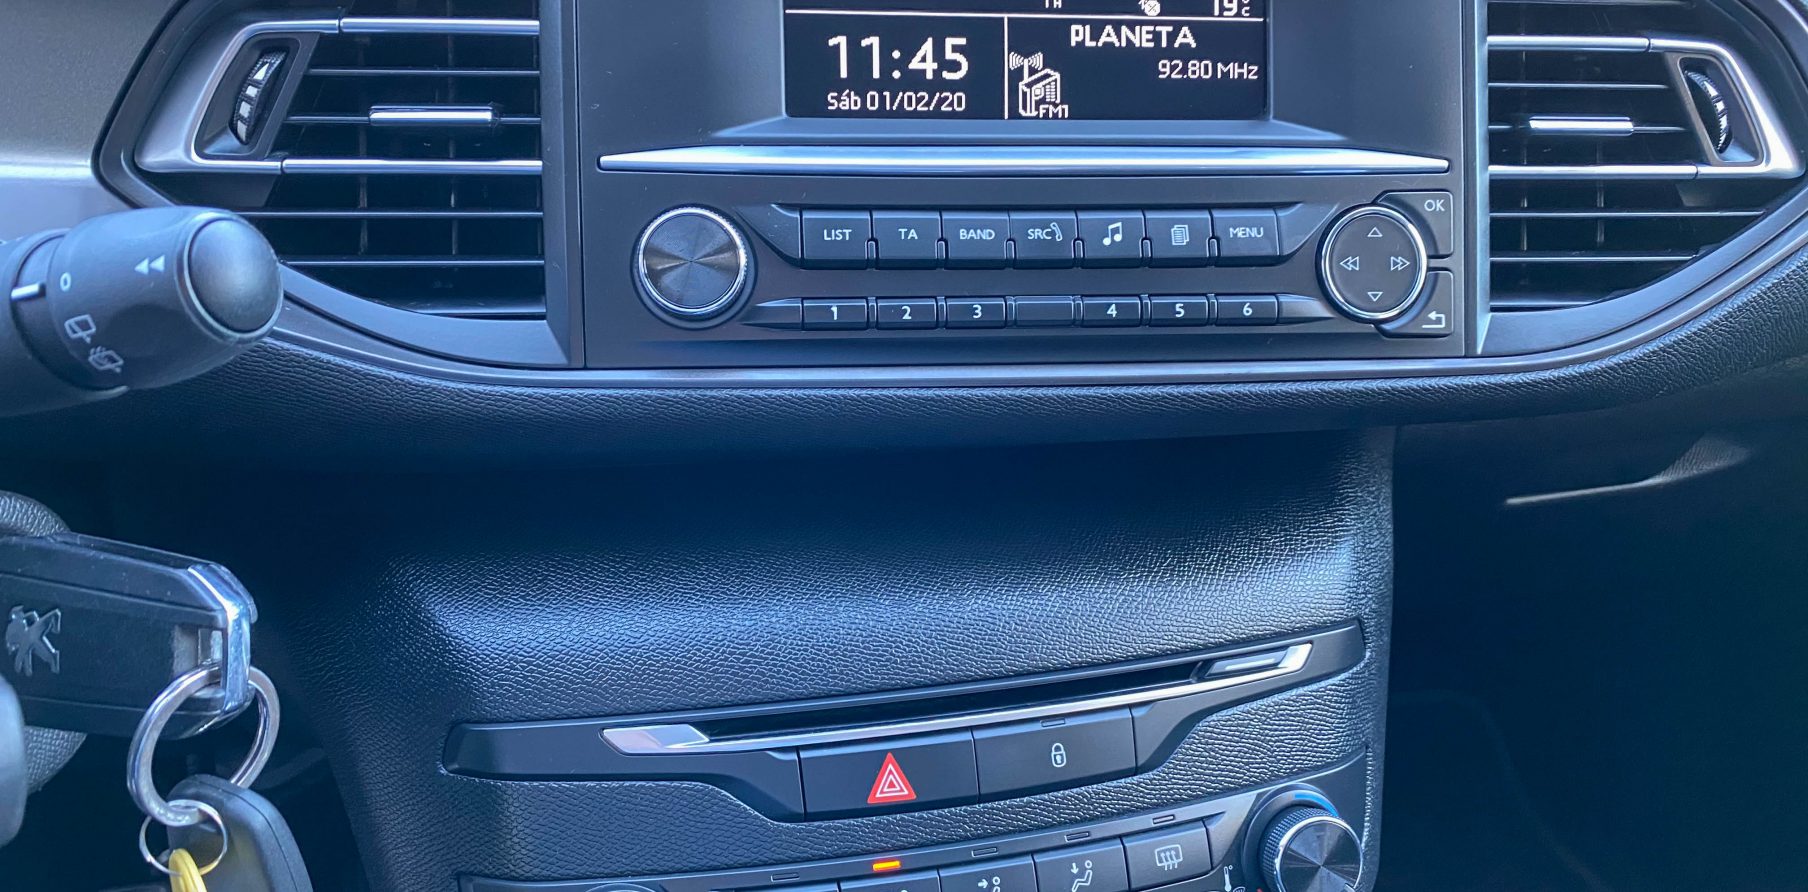 19°C
11:45
sáb 01/02/20
PLANETA
92.80 MHz
FM1
LIST TA BAND SRC MENU
OK
1 2 3 4 5 6
0